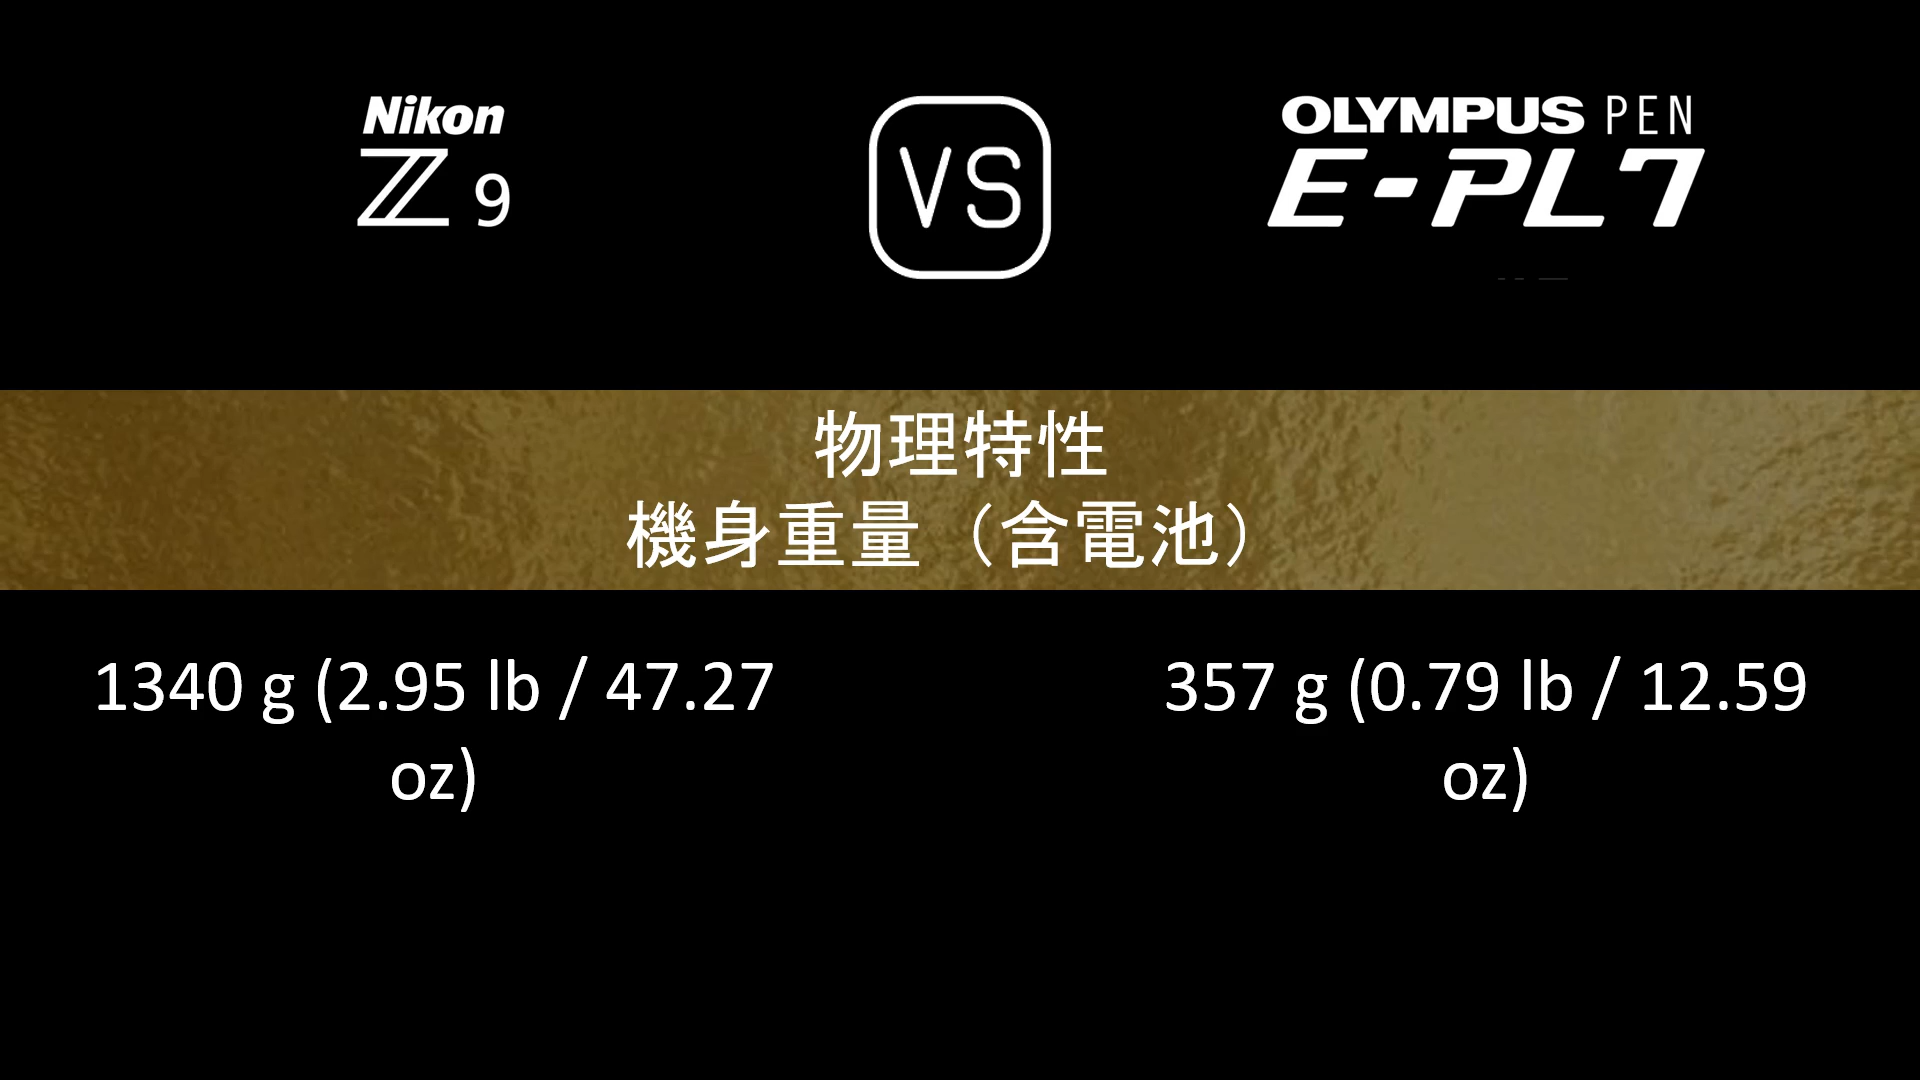 Nikon
Z 9
VS
OLYMPUS PEN
E-PL7
物理特性
機身重量（含電池）
1340 g (2.95 lb / 47.27
oz)
357 g (0.79 lb / 12.59
oz)